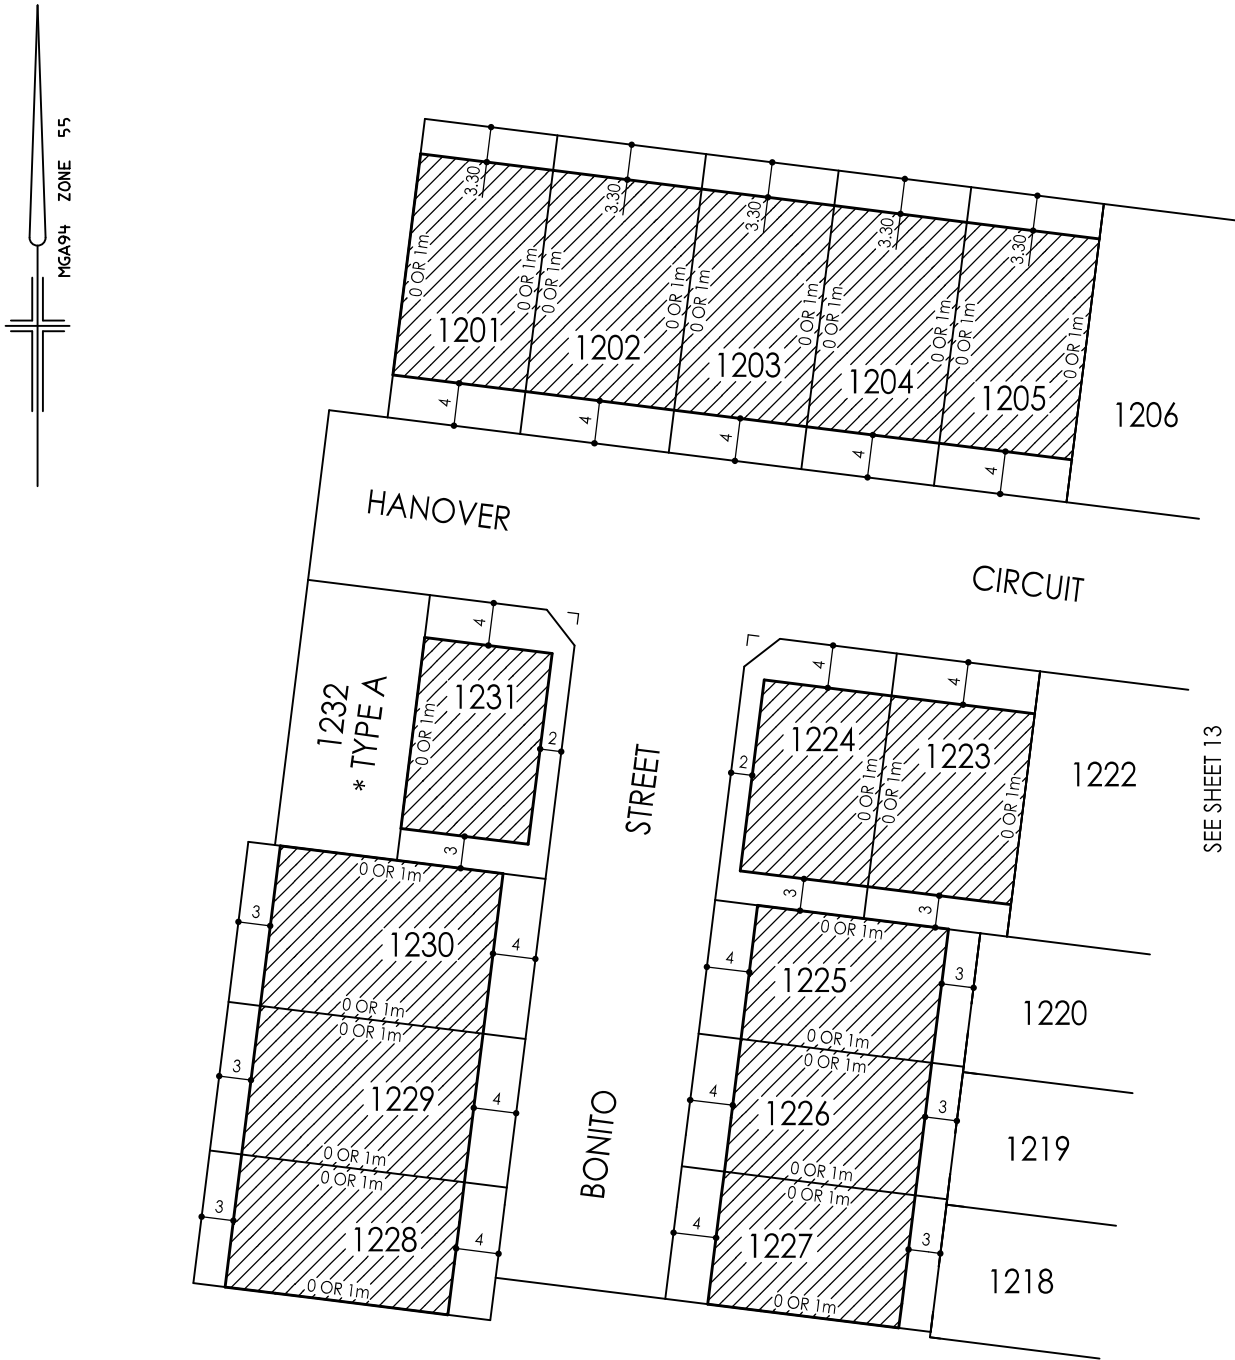 MGA94 ZONE 55
3.30
3.30
3.30
3.30
3.30
0 OR 1m
0 OR 1m
0 OR 1m
0 OR 1m
0 OR 1m
0 OR 1m
0 OR 1m
0 OR 1m
0 OR 1m
0 OR 1m
1201
1202
1203
1204
1205
1206
4
4
4
4
4
HANOVER
CIRCUIT
4
4
4
1232
* TYPE A
1231
0 OR 1m
2
3
STREET
2
1224
1223
0 OR 1m
0 OR 1m
0 OR 1m
1222
SEE SHEET 13
3
3
0 OR 1m
3
1230
4
0 OR 1m
0 OR 1m
3
1229
4
0 OR 1m
0 OR 1m
3
1228
4
0 OR 1m
BONITO
0 OR 1m
4
1225
3
1220
0 OR 1m
0 OR 1m
4
1226
3
1219
0 OR 1m
0 OR 1m
4
1227
3
1218
0 OR 1m